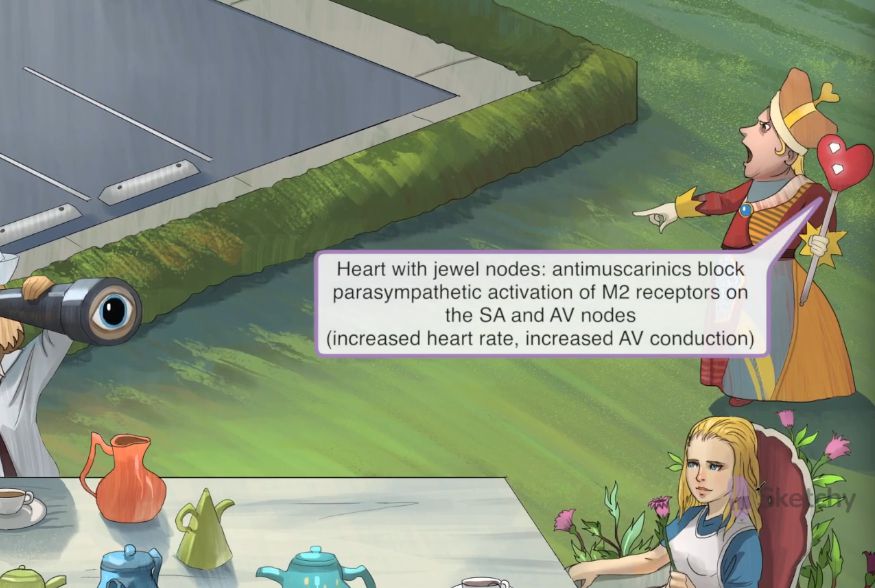 Heart with jewel nodes: antimuscarinics block
parasympathetic activation of M2 receptors on
the SA and AV nodes
(increased heart rate, increased AV conduction)
Sketchy